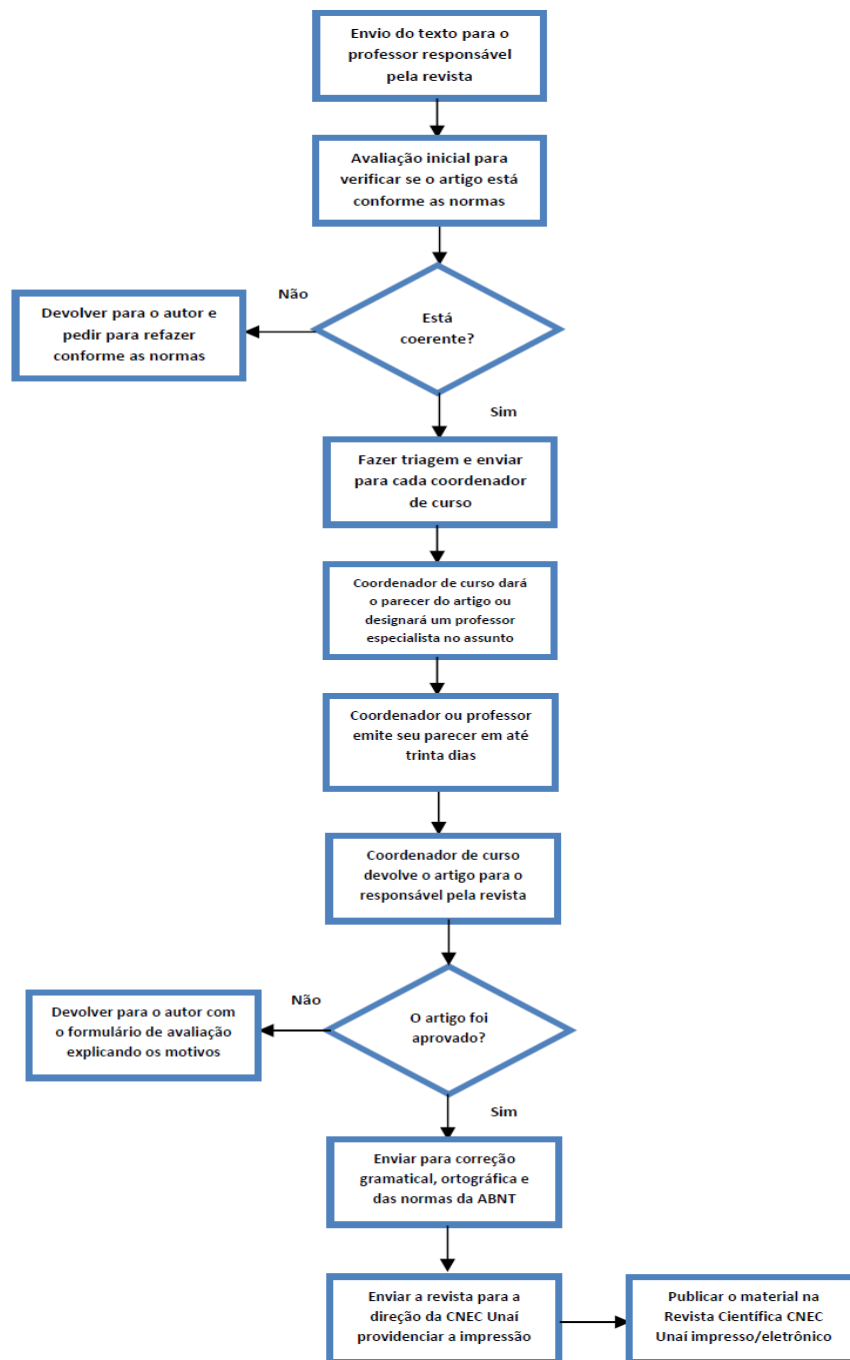 Envio do texto para o
professor responsável
pela revista
Avaliação inicial para
verificar se o artigo está
conforme as normas
Não
Devolver para o autor e
pedir para refazer
conforme as normas
Está
coerente?
Sim
Fazer triagem e enviar
para cada coordenador
de curso
Coordenador de curso dará
o parecer do artigo ou
designará um professor
especialista no assunto
Coordenador ou professor
emite seu parecer em até
trinta dias
Coordenador de curso
devolve o artigo para o
responsável pela revista
Não
Devolver para o autor com
o formulário de avaliação
explicando os motivos
O artigo foi
aprovado?
Sim
Enviar para correção
gramatical, ortográfica e
das normas da ABNT
Enviar a revista para a
direção da CNEC Unaí
providenciar a impressão
Publicar o material na
Revista Científica CNEC
Unaí impresso/eletrônico